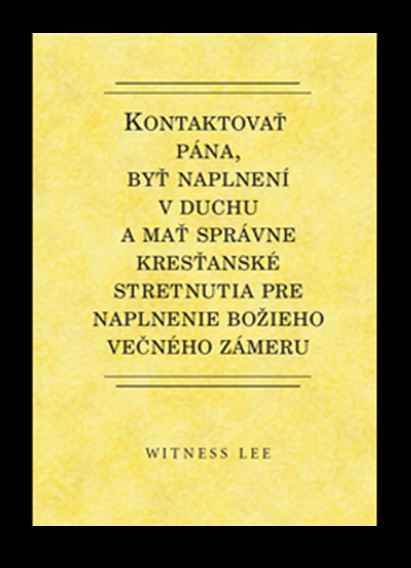 KONTAKTOVAŤ
PÁNA,
BYŤ NAPLNENÍ
V DUCHU
A MAŤ SPRÁVNE
KRESŤANSKÉ
STRETNUTIA PRE
NAPLNENIE BOŽIEHO
VEČNÉHO ZÁMERU
WITNESS LEE